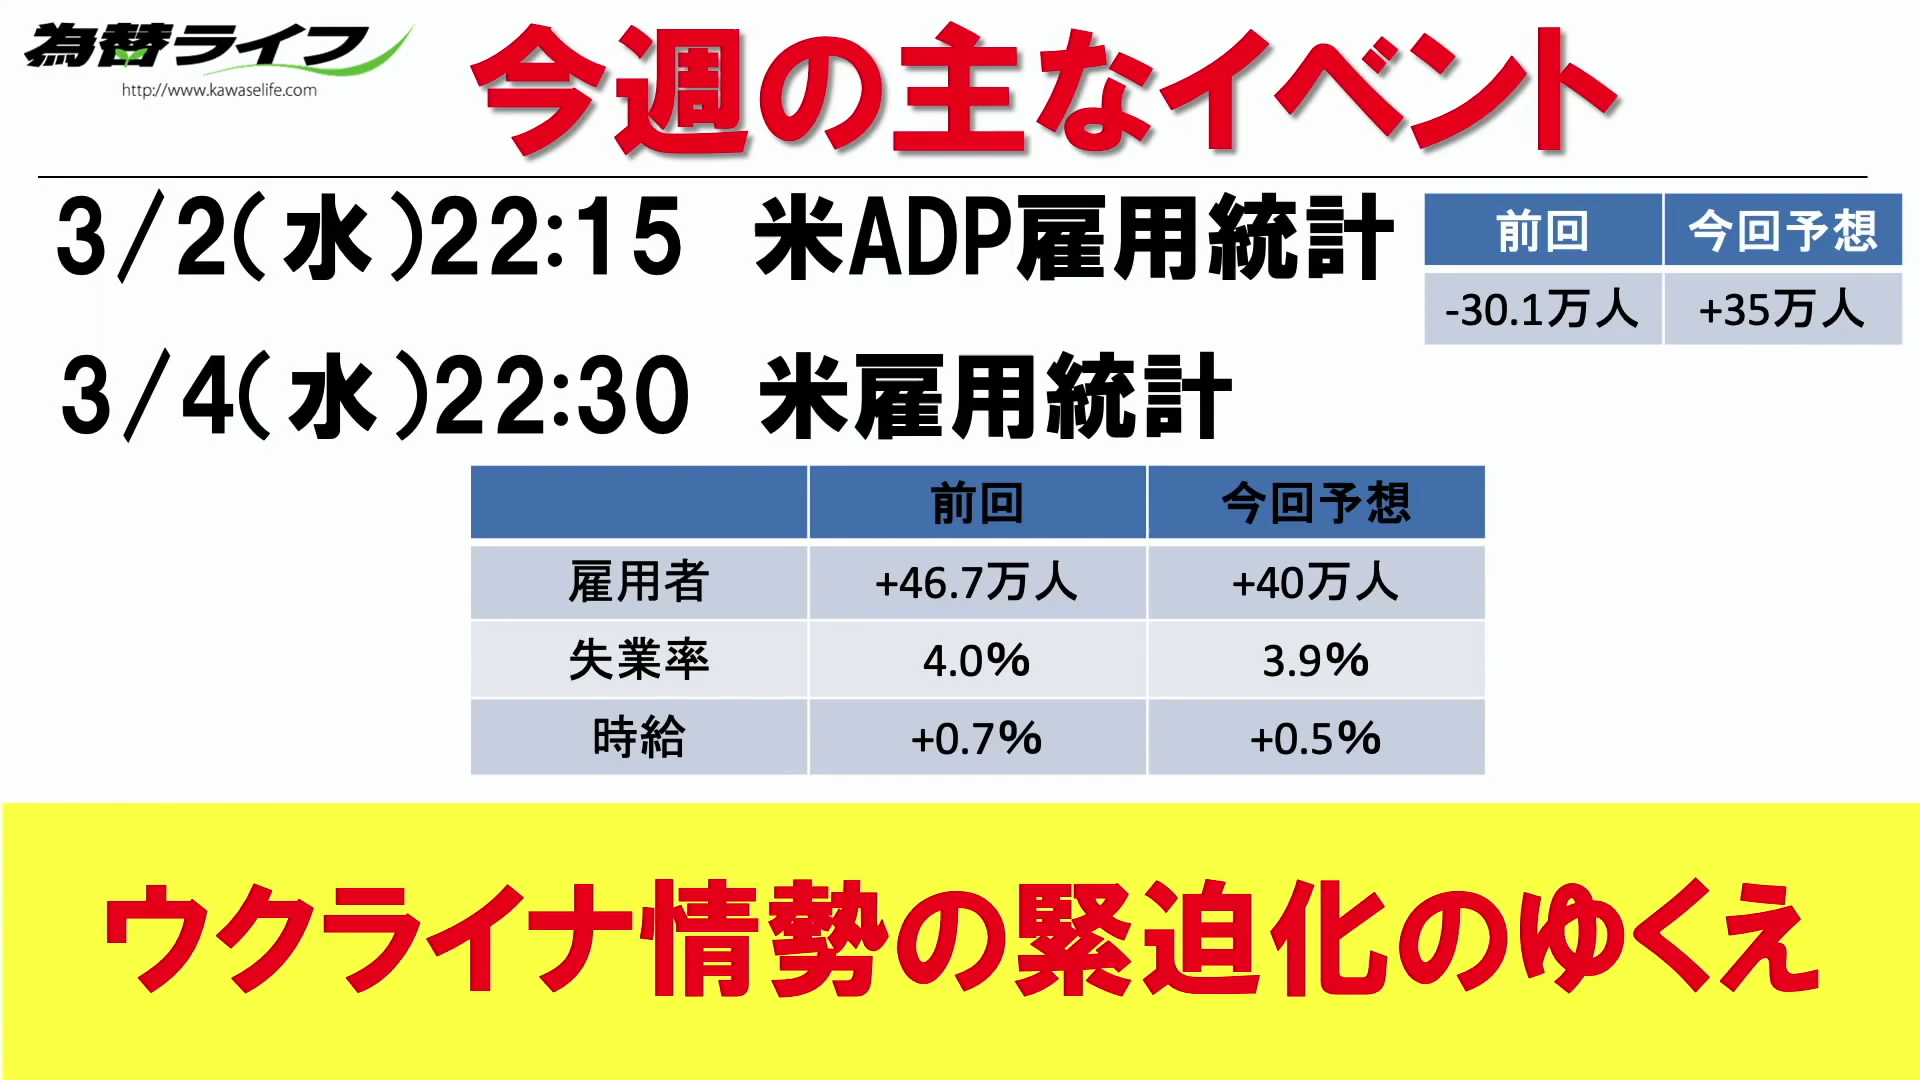 為替ライフ
http://www.kawaselife.com
今週の主なイベント
3/2(水)22:15 米ADP雇用統計
前回 今回予想
-30.1万人 +35万人
3/4(水)22:30 米雇用統計
前回 今回予想
雇用者 +46.7万人 +40万人
失業率 4.0% 3.9%
時給 +0.7% +0.5%
ウクライナ情勢の緊迫化のゆくえ